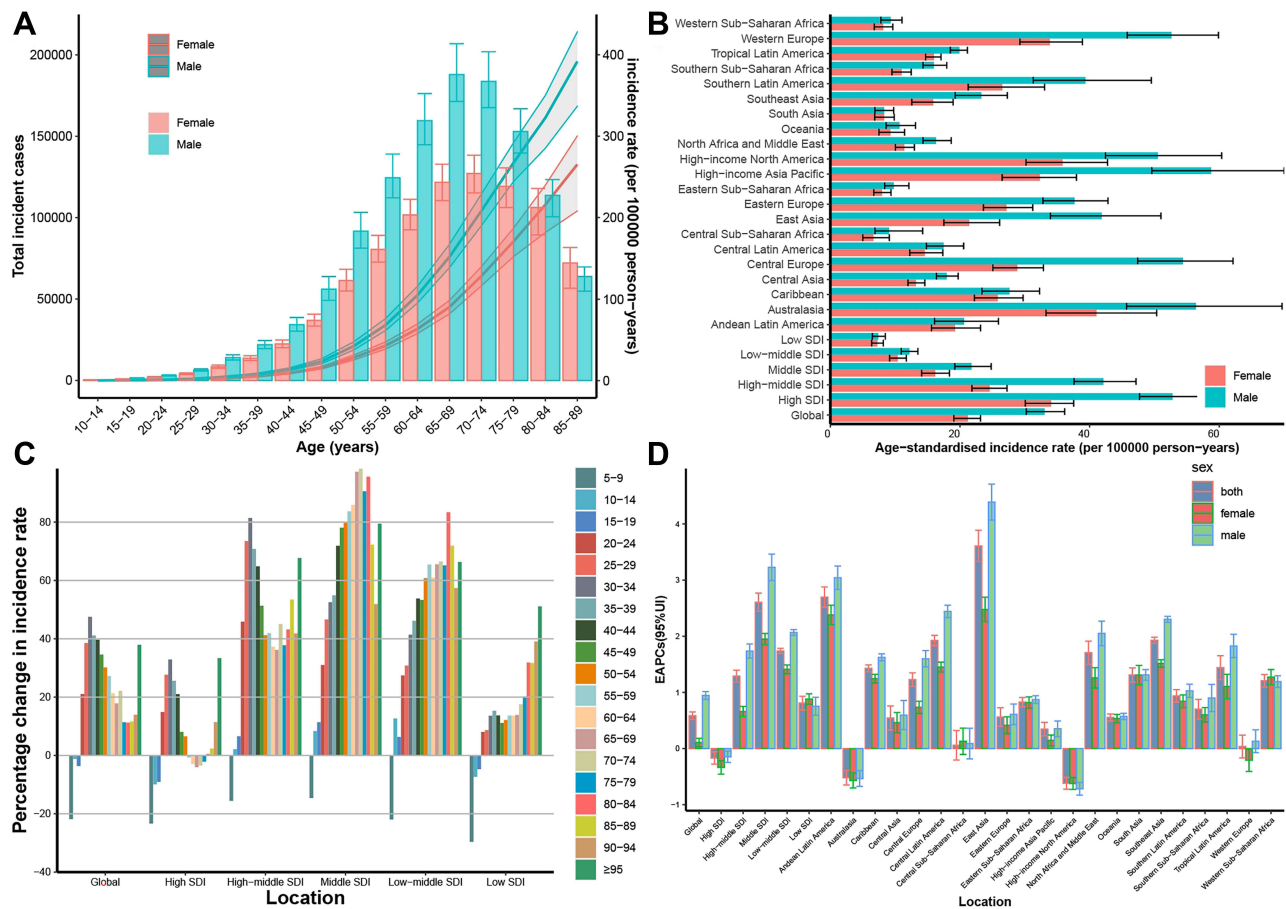 A
Total incident cases
200000
150000
100000
50000
0
Female
Male
Female
Male
400
300
200
100
0
incidence rate (per 100000 person−years)
10−14
15−19
20−24
25−29
30−34
35−39
40−44
45−49
50−54
55−59
60−64
65−69
70−74
75−79
80−84
85−89
Age (years)
B
Western Sub−Saharan Africa
Western Europe
Tropical Latin America
Southern Sub−Saharan Africa
Southern Latin America
Southeast Asia
South Asia
Oceania
North Africa and Middle East
High−income North America
High−income Asia Pacific
Eastern Sub−Saharan Africa
Eastern Europe
East Asia
Central Sub−Saharan Africa
Central Latin America
Central Europe
Central Asia
Caribbean
Australasia
Andean Latin America
Low SDI
Low−middle SDI
Middle SDI
High−middle SDI
High SDI
Global
Female
Male
0
20
40
60
Age−standardised incidence rate (per 100000 person−years)
C
Percentage change in incidence rate
80
60
40
20
0
−20
−40
Global
High SDI
High−middle SDI
Middle SDI
Low−middle SDI
Low SDI
Location
5−9
10−14
15−19
20−24
25−29
30−34
35−39
40−44
45−49
50−54
55−59
60−64
65−69
70−74
75−79
80−84
85−89
90−94
≥95
D
EAPCs(95%UI)
4
3
2
1
0
−1
sex
both
female
male
Global
High SDI
High−middle SDI
Middle SDI
Low−middle SDI
Low SDI
Andean Latin America
Australasia
Caribbean
Central Asia
Central Europe
Central Latin America
Central Sub−Saharan Africa
East Asia
Eastern Europe
Eastern Sub−Saharan Africa
High−income Asia Pacific
High−income North America
North Africa and Middle East
Oceania
South Asia
Southeast Asia
Southern Latin America
Southern Sub−Saharan Africa
Tropical Latin America
Western Europe
Western Sub−Saharan Africa
Location